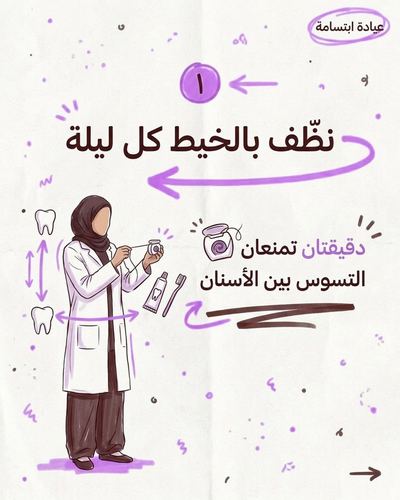 عيادة ابتسامة
١
نظّف بالخيط كل ليلة
دقيقتان تمنعان
التسوس بين الأسنان